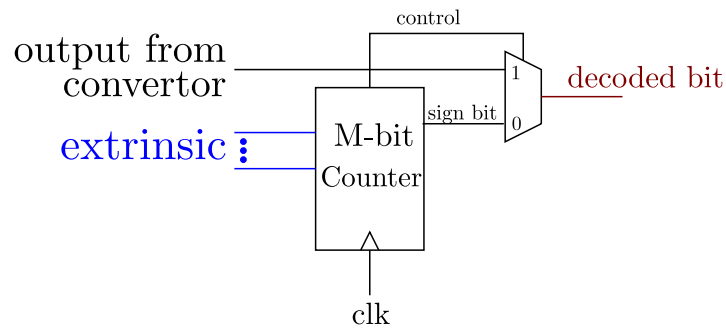 control
output from
convertor
1
decoded bit
sign bit
0
extrinsic
M-bit
Counter
clk